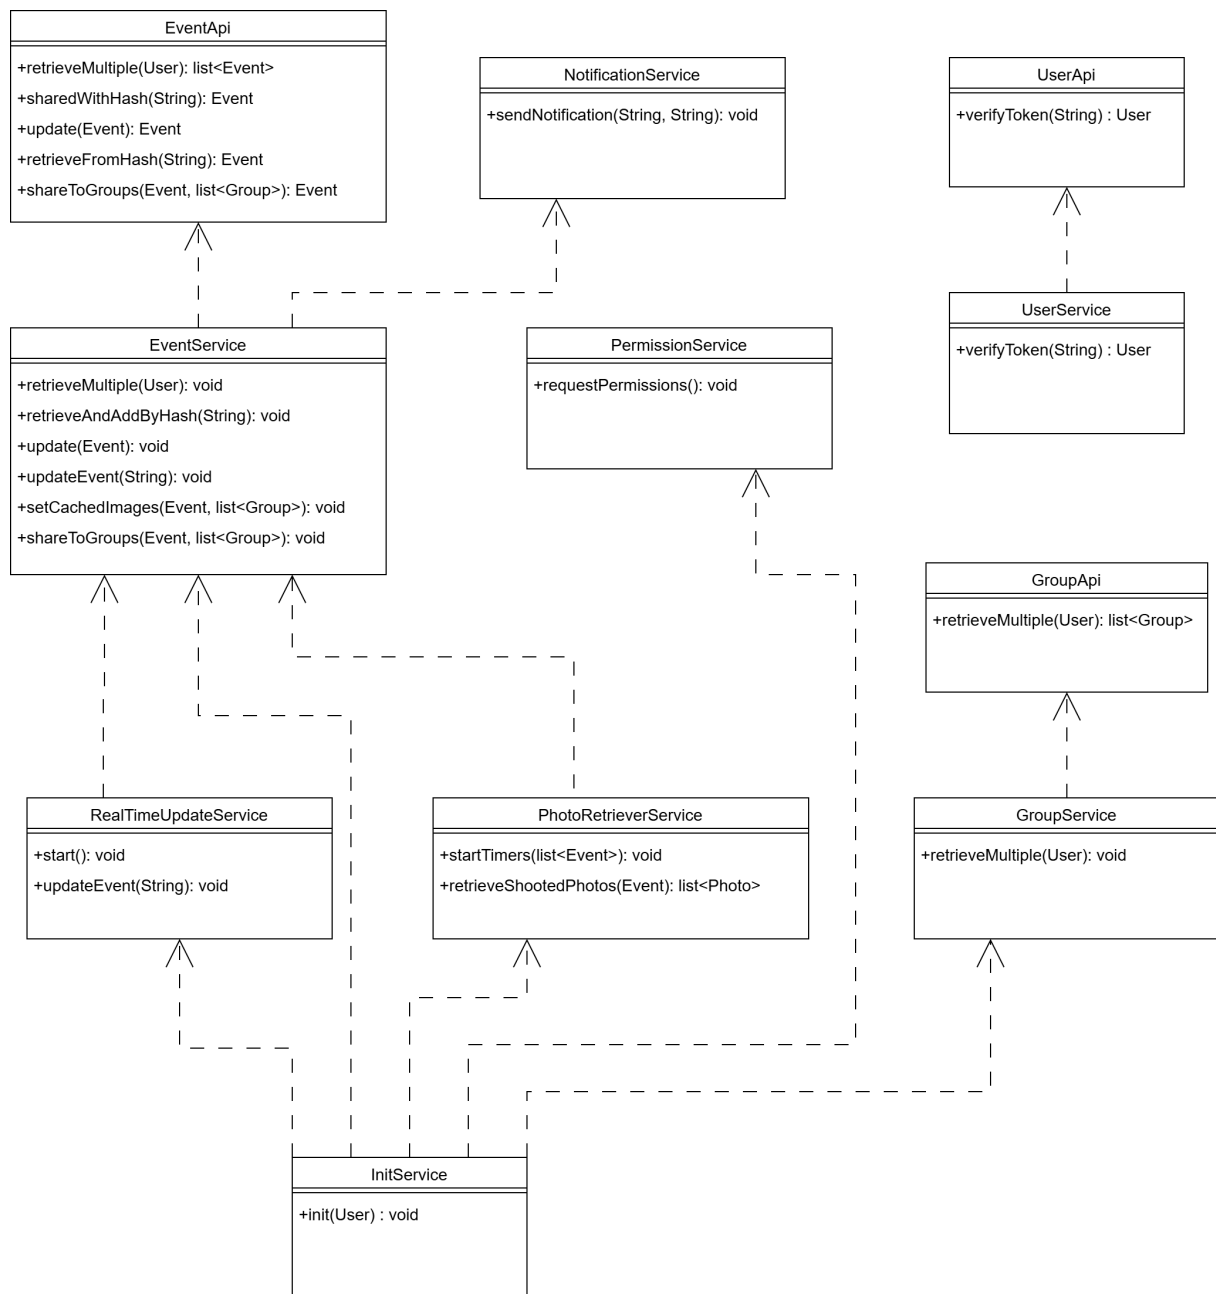 EventApi
+retrieveMultiple(User): list<Event>
+sharedWithHash(String): Event
+update(Event): Event
+retrieveFromHash(String): Event
+shareToGroups(Event, list<Group>): Event
NotificationService
+sendNotification(String, String): void
UserApi
+verifyToken(String) : User
EventService
+retrieveMultiple(User): void
+retrieveAndAddByHash(String): void
+update(Event): void
+updateEvent(String): void
+setCachedImages(Event, list<Group>): void
+shareToGroups(Event, list<Group>): void
PermissionService
+requestPermissions(): void
UserService
+verifyToken(String) : User
GroupApi
+retrieveMultiple(User): list<Group>
RealTimeUpdateService
+start(): void
+updateEvent(String): void
PhotoRetrieverService
+startTimers(list<Event>): void
+retrieveShootedPhotos(Event): list<Photo>
GroupService
+retrieveMultiple(User): void
InitService
+init(User) : void